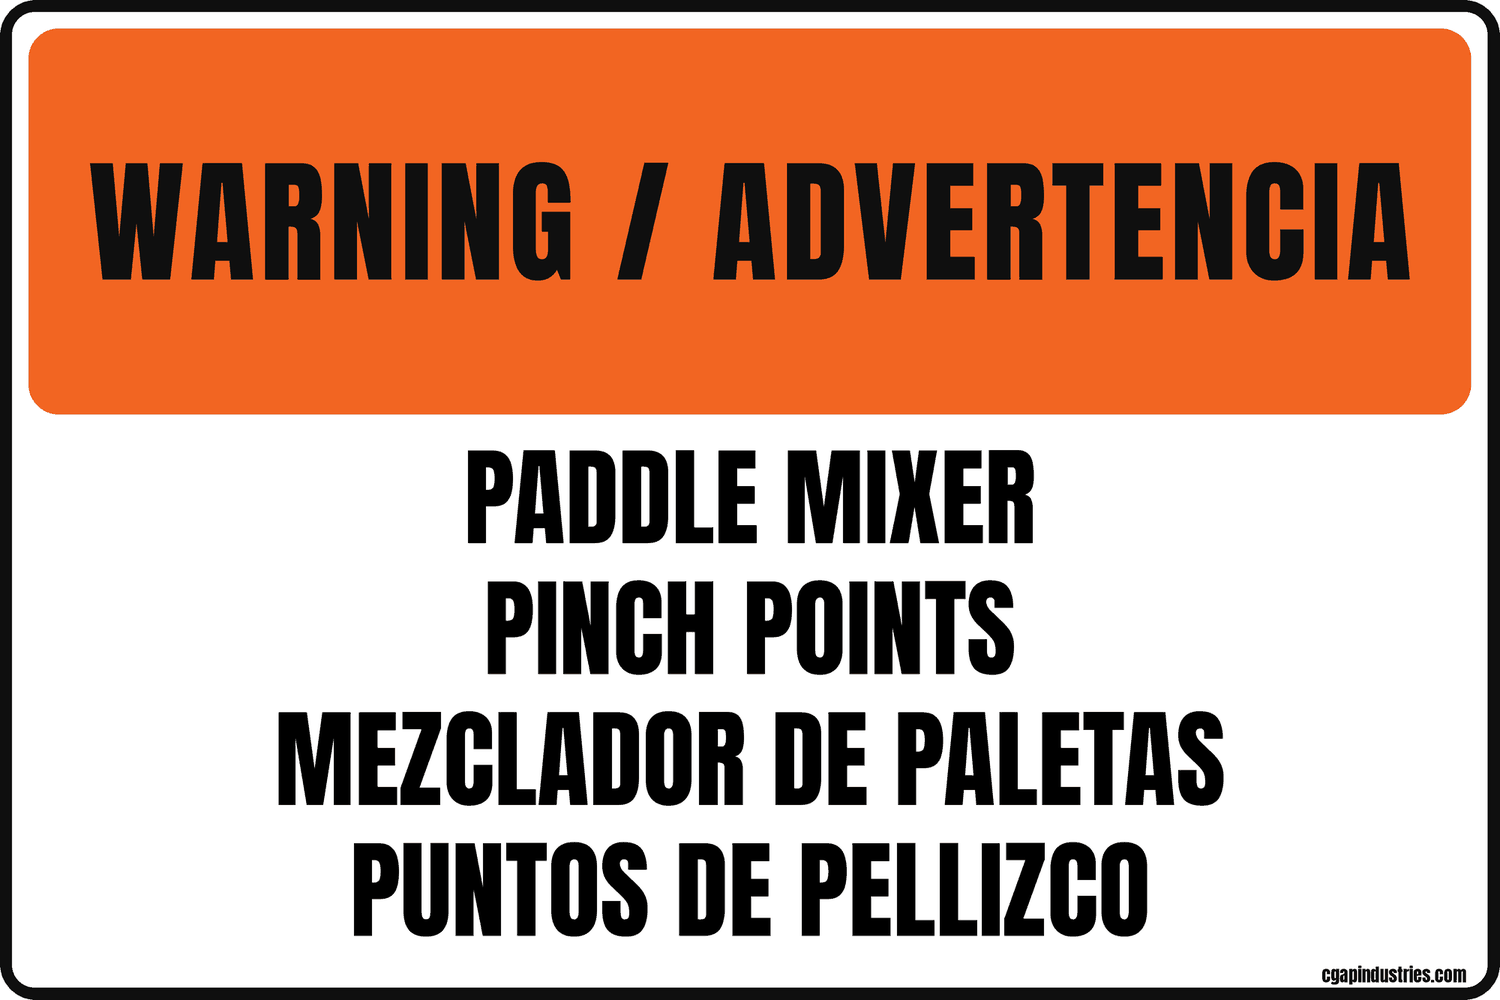 WARNING / ADVERTENCIA
PADDLE MIXER
PINCH POINTS
MEZCLADOR DE PALETAS
PUNTOS DE PELLIZCO
cgapindustries.com